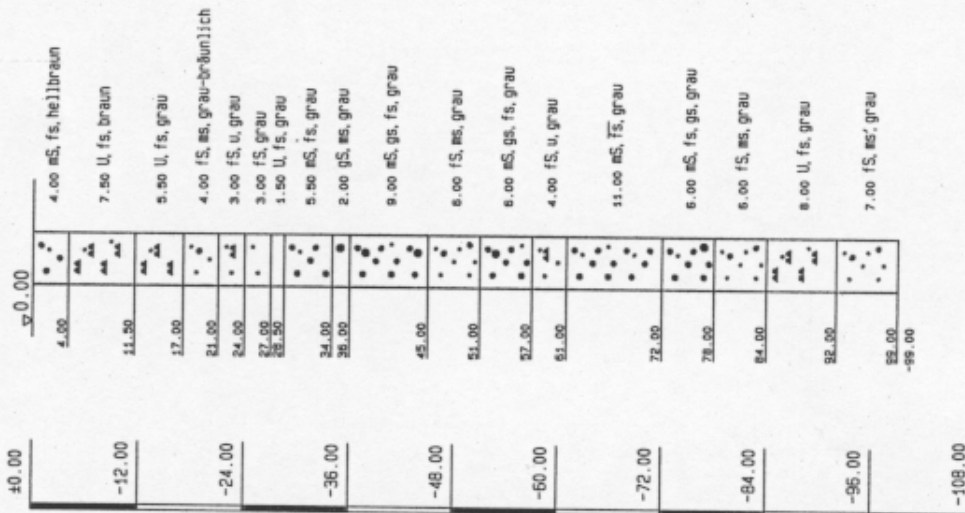 ±0.00
-12.00
-24.00
-36.00
-48.00
-60.00
-72.00
-84.00
-96.00
-108.00
▽0.00
4.00
11.50
17.00
21.00
24.00
27.00
28.50
34.00
36.00
45.00
51.00
57.00
61.00
72.00
78.00
84.00
92.00
99.00
-99.00
4.00 mS, fs, hellbraun
7.50 U, fs, braun
5.50 U, fs, grau
4.00 fS, ms, grau-bräunlich
3.00 fS, u, grau
3.00 fS, grau
1.50 U, fs, grau
5.50 mS, fs, grau
2.00 gS, ms, grau
9.00 mS, gs, fs, grau
6.00 fS, ms, grau
6.00 mS, gs, fs, grau
4.00 fS, u, grau
11.00 mS, f̅s̅, grau
6.00 mS, fs, gs, grau
6.00 fS, ms, grau
8.00 U, fs, grau
7.00 fS, ms', grau